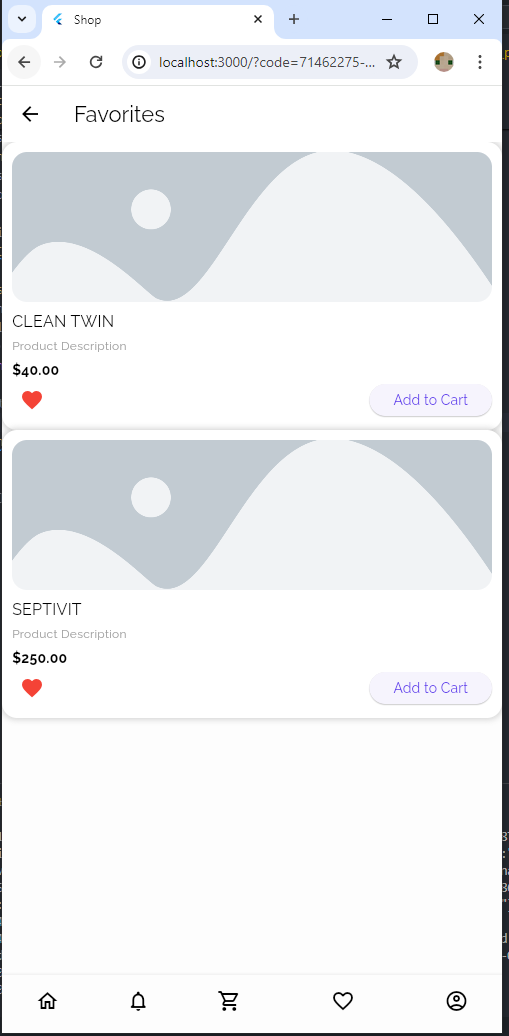 Shop
localhost:3000/?code=71462275-...
Favorites
CLEAN TWIN
Product Description
$40.00
Add to Cart
SEPTIVIT
Product Description
$250.00
Add to Cart